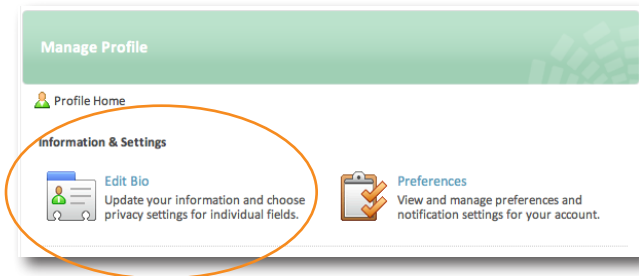 Manage Profile
Profile Home
Information & Settings
Edit Bio
Update your information and choose
privacy settings for individual fields.
Preferences
View and manage preferences and
notification settings for your account.